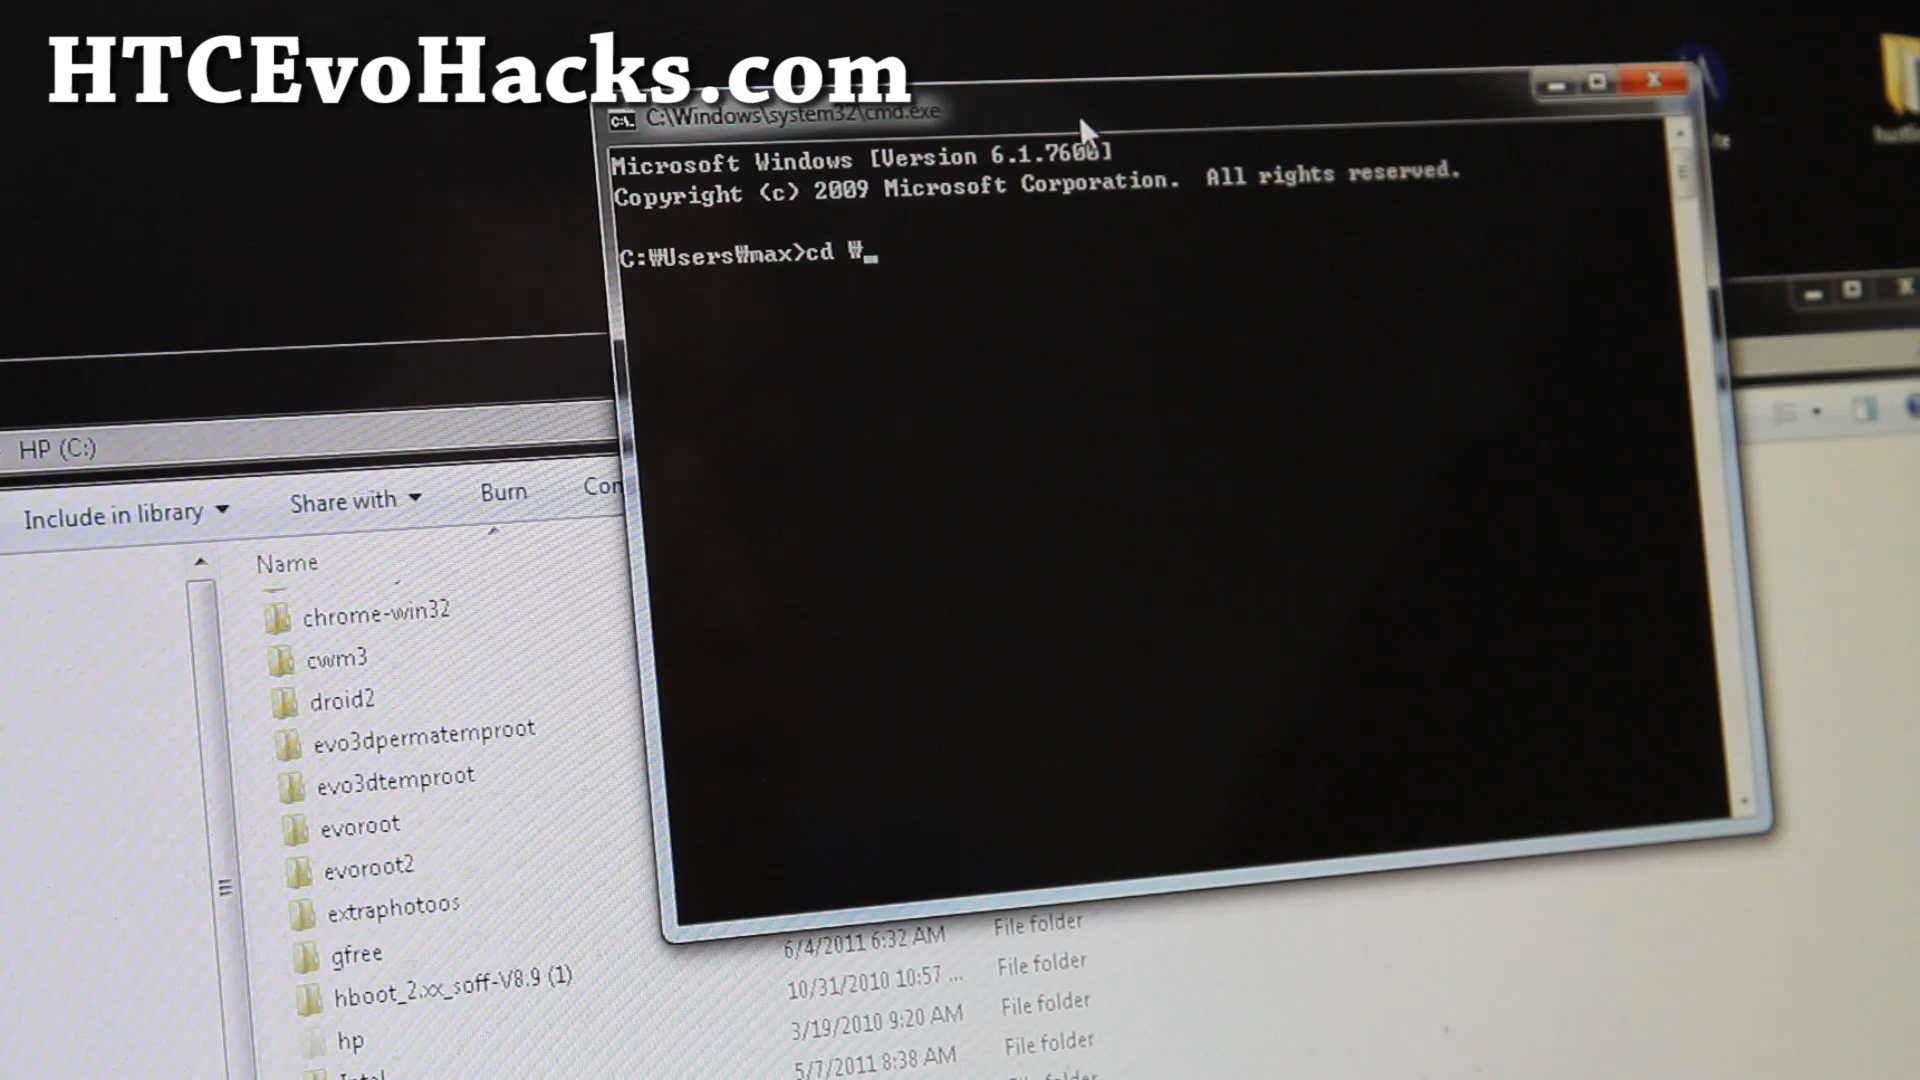 HTCEvoHacks.com
C:\Windows\system32\cmd.exe
Microsoft Windows [Version 6.1.7600]
Copyright (c) 2009 Microsoft Corporation. All rights reserved.
C:₩Users₩max>cd ₩_
HP (C:)
Include in library
Share with
Burn
Name
chrome-win32
cwm3
droid2
evo3dpermatemproot
evo3dtemproot
evoroot
evoroot2
extraphotoos
gfree
6/4/2011 6:32 AM File folder
hboot_2.xx_soff-V8.9 (1)
10/31/2010 10:57 ... File folder
hp
3/19/2010 9:20 AM File folder
Intel
5/7/2011 8:38 AM File folder